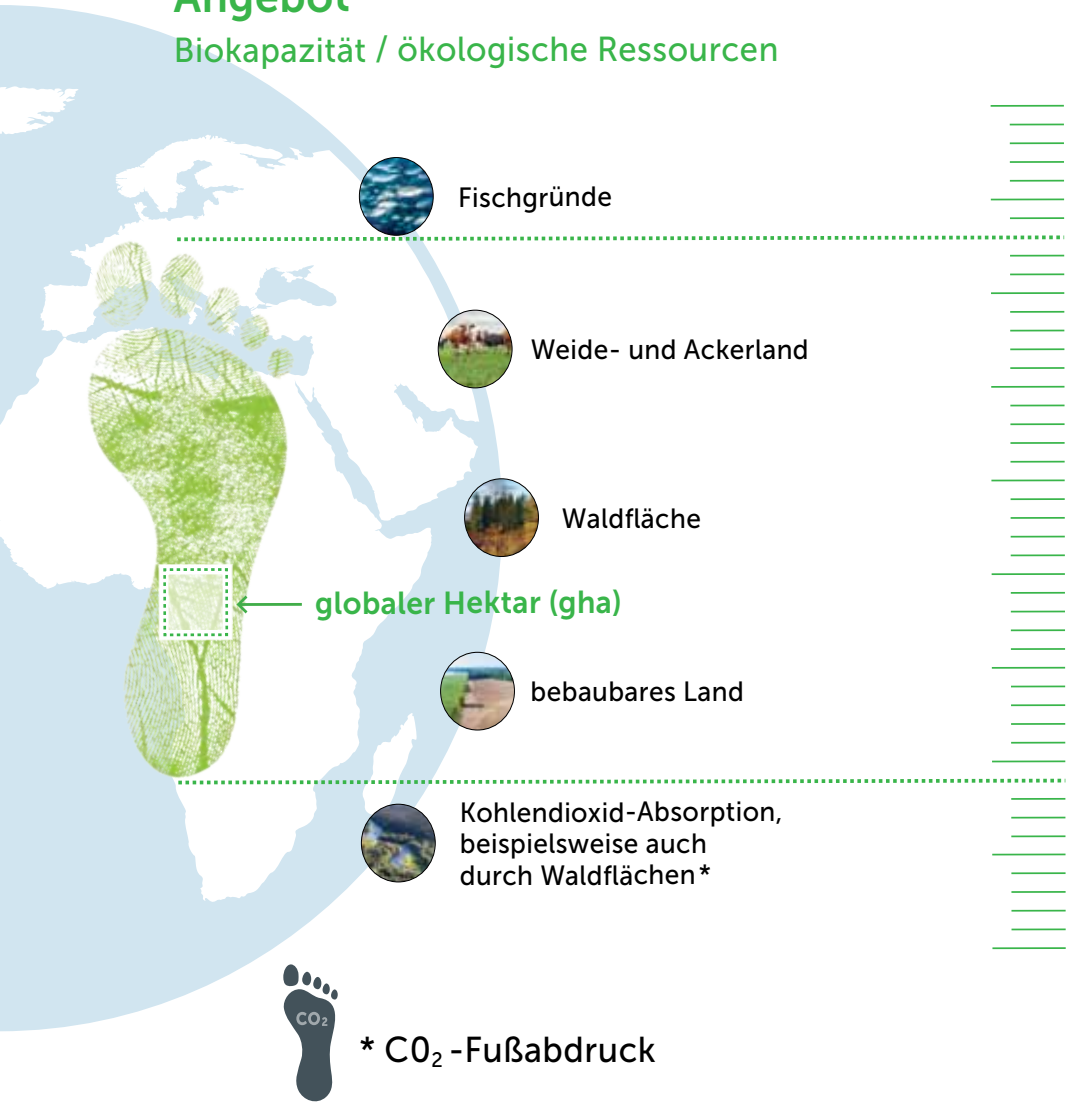 Angebot
Biokapazität / ökologische Ressourcen
Fischgründe
Weide- und Ackerland
Waldfläche
globaler Hektar (gha)
bebaubares Land
Kohlendioxid-Absorption,
beispielsweise auch
durch Waldflächen*
CO₂
* C0₂-Fußabdruck